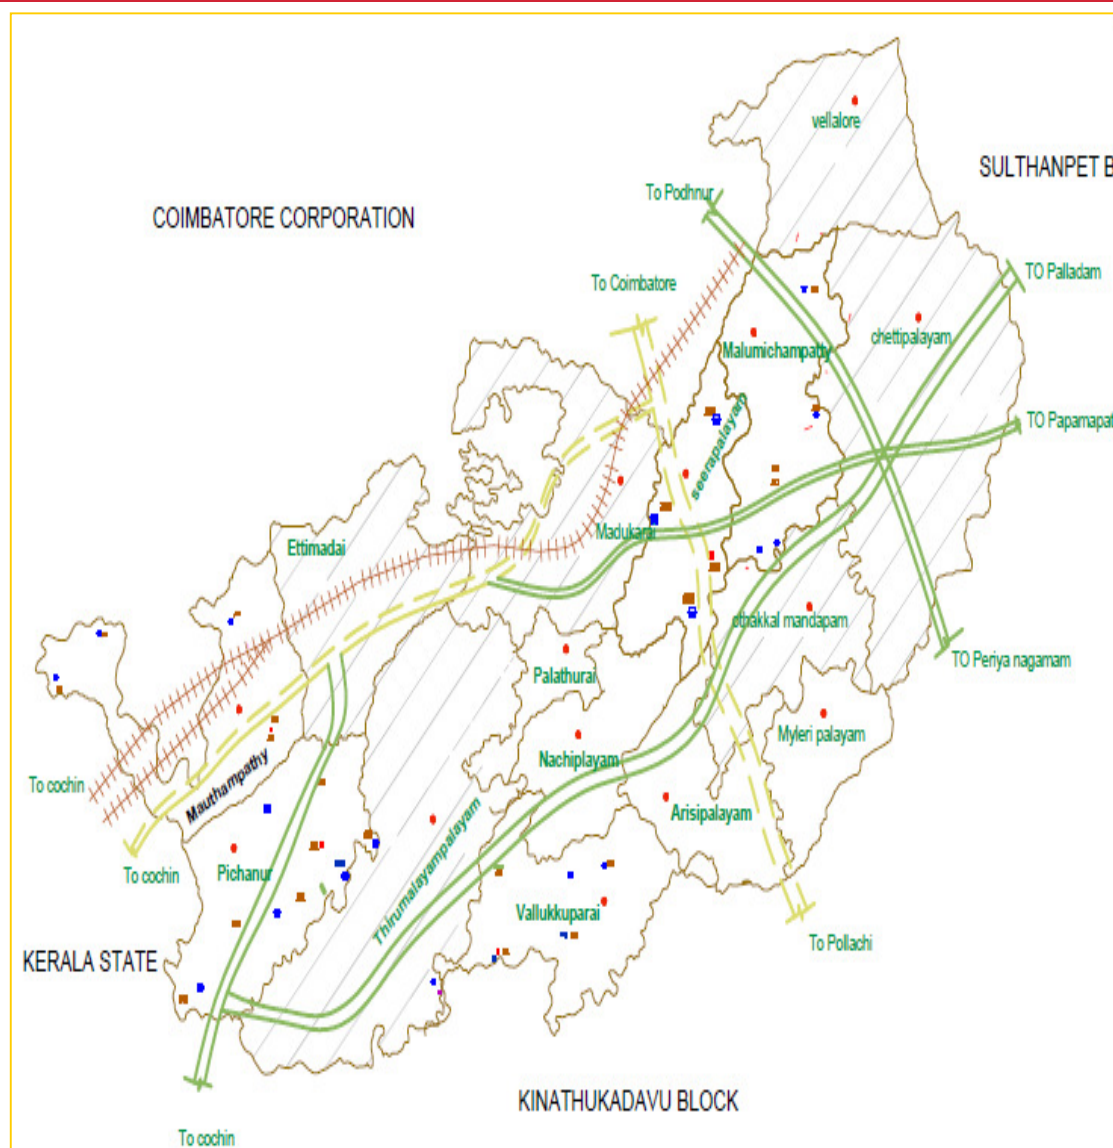 vellalore
SULTHANPET B
To Podhnur
COIMBATORE CORPORATION
TO Palladam
To Coimbatore
chettipalayam
Malumichampatty
seerapalayam
TO Papamapat
Madukarai
Ettimadai
othakkal mandapam
TO Periya nagamam
Palathurai
Myleri palayam
Nachiplayam
To cochin
Mauthampathy
Arisipalayam
Thirumalayampalayam
To cochin
Pichanur
Vallukkuparai
To Pollachi
KERALA STATE
KINATHUKADAVU BLOCK
To cochin